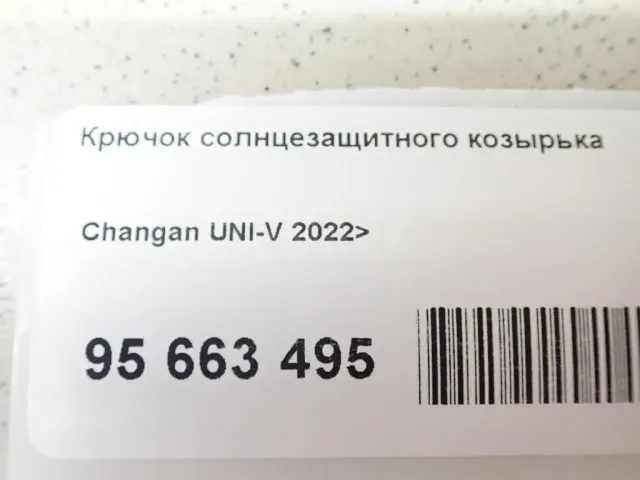 Крючок солнцезащитного козырька
Changan UNI-V 2022>
95 663 495